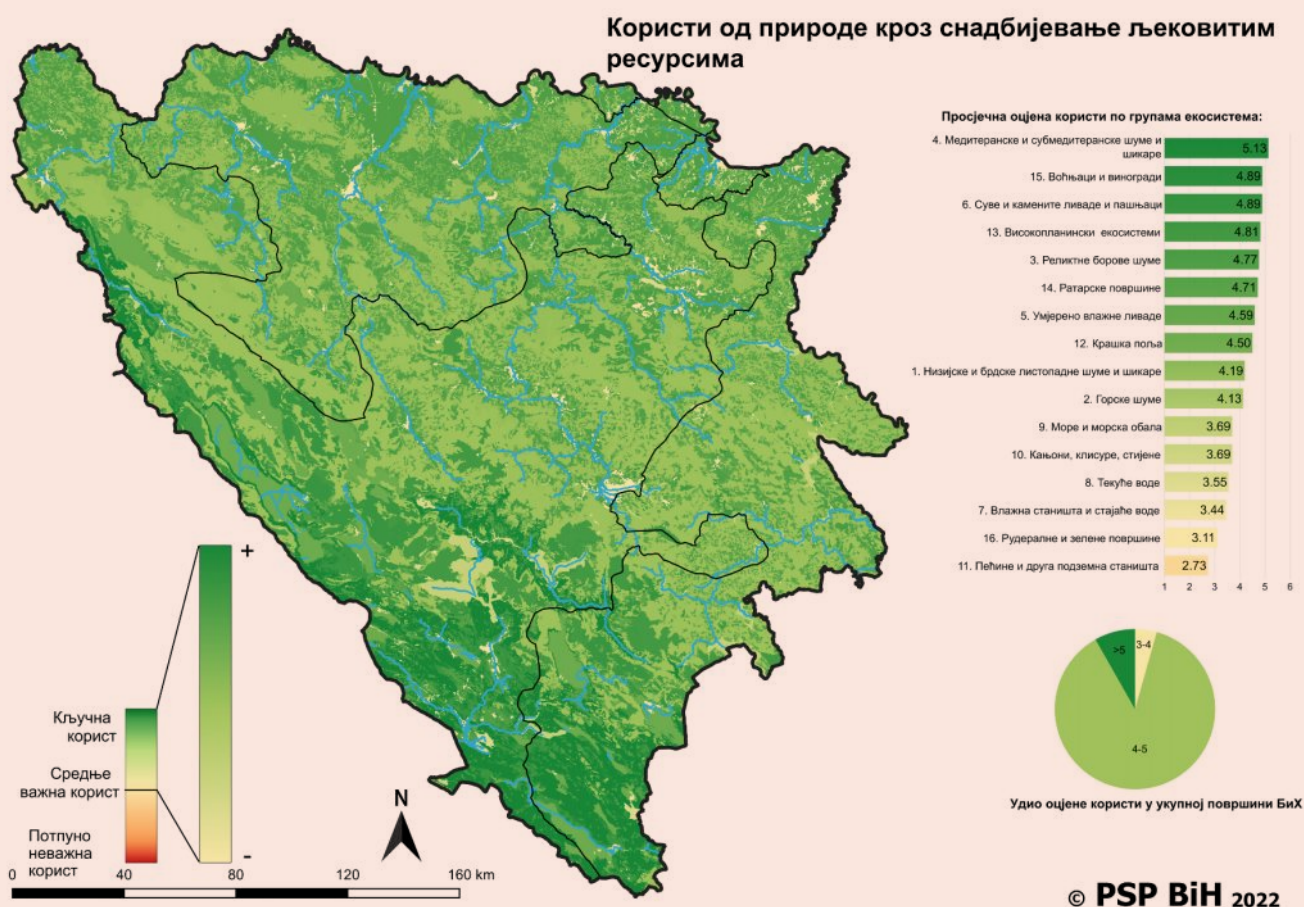 Користи од природе кроз снадбијевање љековитим
ресурсима
Просјечна оцјена користи по групама екосистема:
4. Медитеранске и субмедитеранске шуме и
шикаре
5.13
15. Воћњаци и виногради
4.89
6. Суве и камените ливаде и пашњаци
4.89
13. Високопланински екосистеми
4.81
3. Реликтне борове шуме
4.77
14. Ратарске површине
4.71
5. Умјерено влажне ливаде
4.59
12. Крашка поља
4.50
1. Низијске и брдске листопадне шуме и шикаре
4.19
2. Горске шуме
4.13
9. Море и морска обала
3.69
10. Кањони, клисуре, стијене
3.69
8. Текуће воде
3.55
7. Влажна станишта и стајаће воде
3.44
16. Рудералне и зелене површине
3.11
11. Пећине и друга подземна станишта
2.73
1 2 3 4 5 6
>5
3-4
4-5
Удио оцјене користи у укупној површини БиХ
+
-
Кључна
корист
Средње
важна корист
Потпуно
неважна
корист
N
0 40 80 120 160 km
© PSP BiH 2022